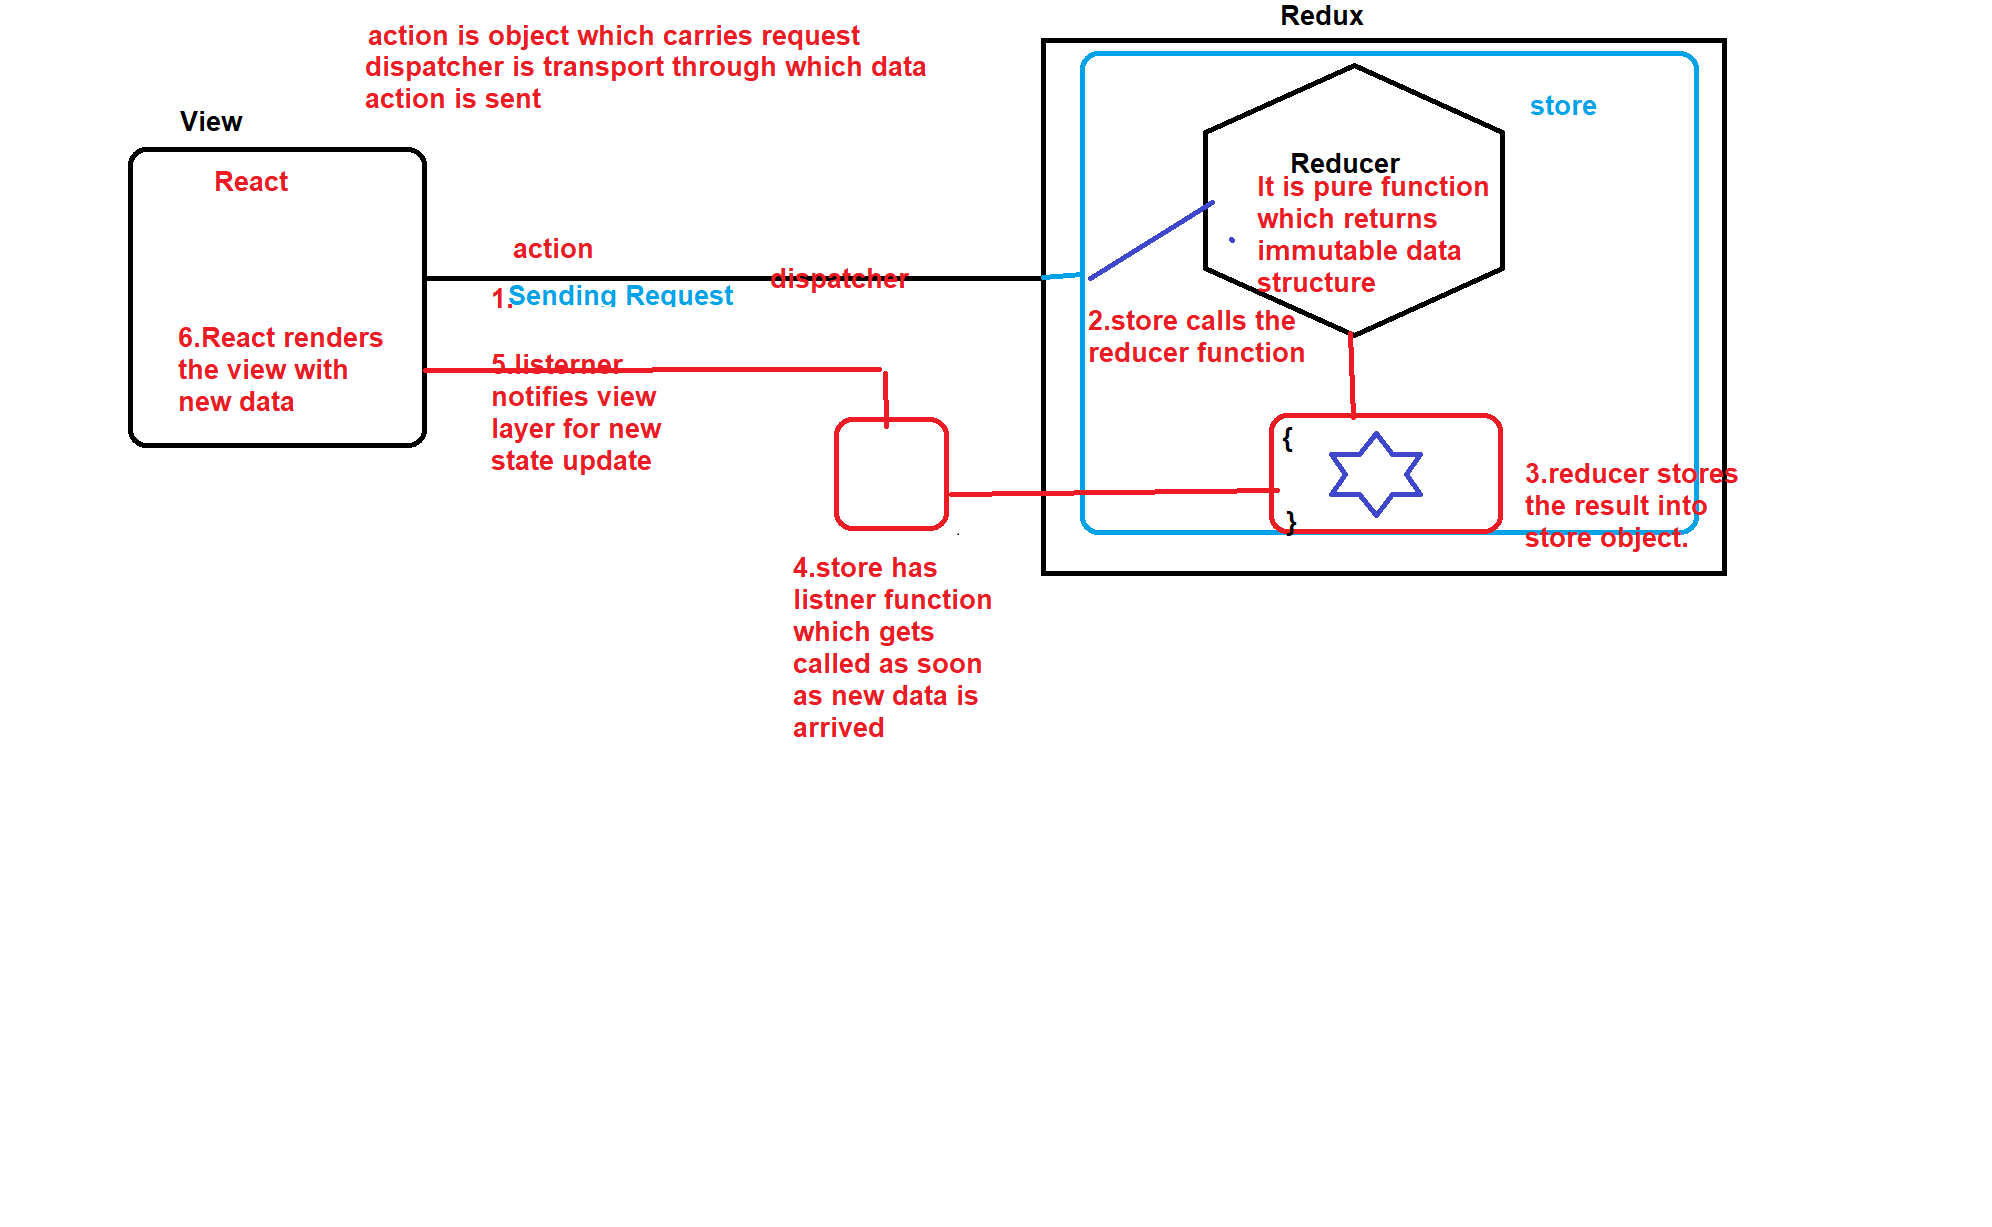 Redux
action is object which carries request
dispatcher is transport through which data
action is sent
store
View
Reducer
React
It is pure function
which returns
immutable data
structure
action
dispatcher
1.Sending Request
2.store calls the
reducer function
6.React renders
the view with
new data
5.listerner
notifies view
layer for new
state update
{
}
3.reducer stores
the result into
store object.
4.store has
listner function
which gets
called as soon
as new data is
arrived